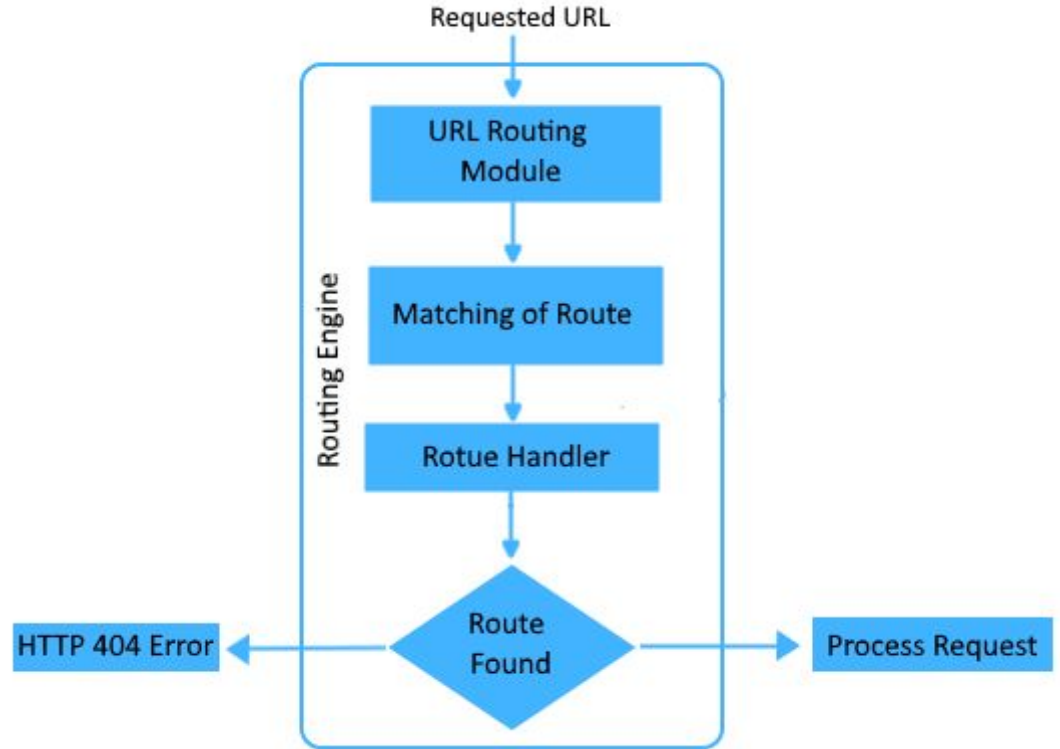 Requested URL
URL Routing
Module
Routing Engine
Matching of Route
Rotue Handler
Route
Found
HTTP 404 Error
Process Request